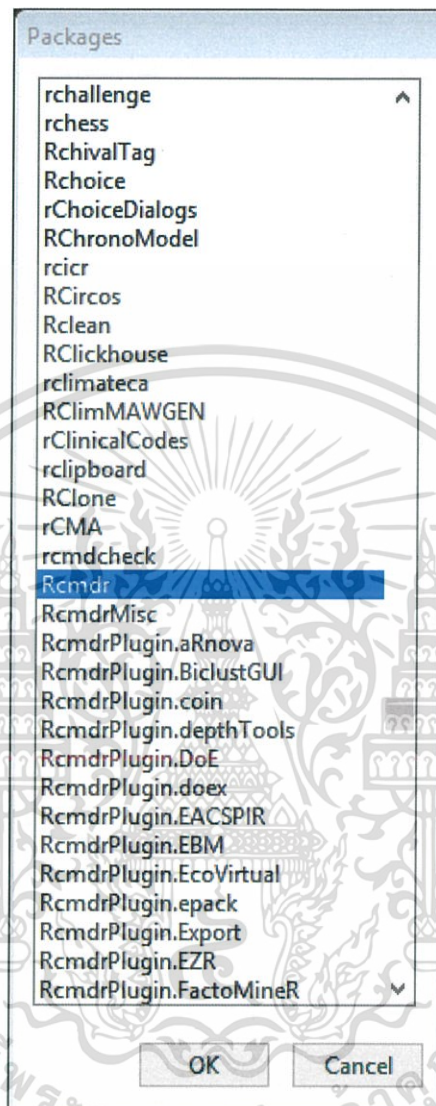 Packages
rchallenge
rchess
RchivalTag
Rchoice
rChoiceDialogs
RChronoModel
rcicr
RCircos
Rclean
RClickhouse
rclimateca
RClimMAWGEN
rClinicalCodes
rclipboard
RClone
rCMA
rcmdcheck
Rcmdr
RcmdrMisc
RcmdrPlugin.aRnova
RcmdrPlugin.BiclustGUI
RcmdrPlugin.coin
RcmdrPlugin.depthTools
RcmdrPlugin.DoE
RcmdrPlugin.doex
RcmdrPlugin.EACSPIR
RcmdrPlugin.EBM
RcmdrPlugin.EcoVirtual
RcmdrPlugin.epack
RcmdrPlugin.Export
RcmdrPlugin.EZR
RcmdrPlugin.FactoMineR
OK Cancel